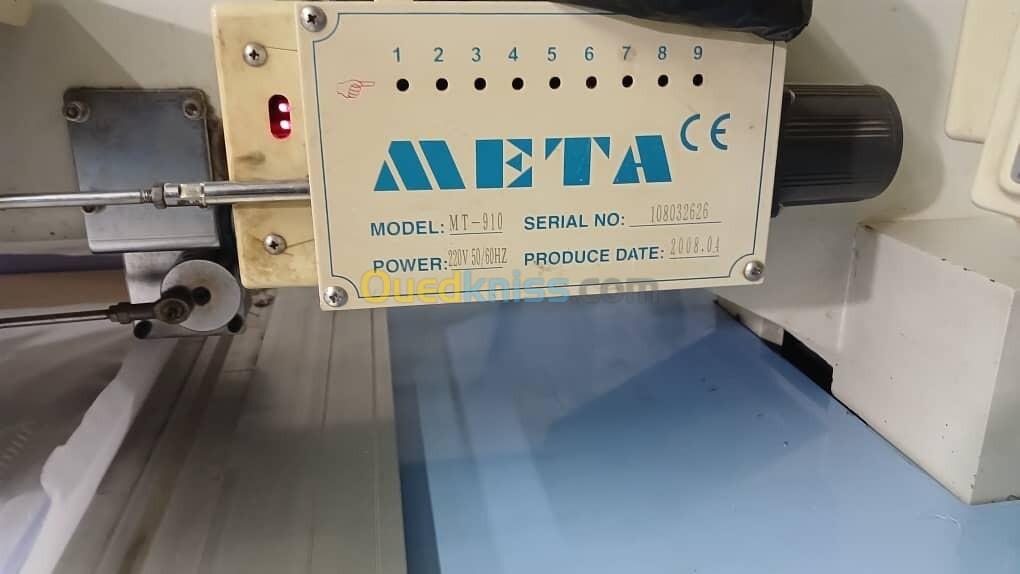 1 2 3 4 5 6 7 8 9
META CE
MODEL: MT-910 SERIAL NO: 108032626
POWER: 220V 50/60HZ PRODUCE DATE: 2008.04
Ouedkniss.com